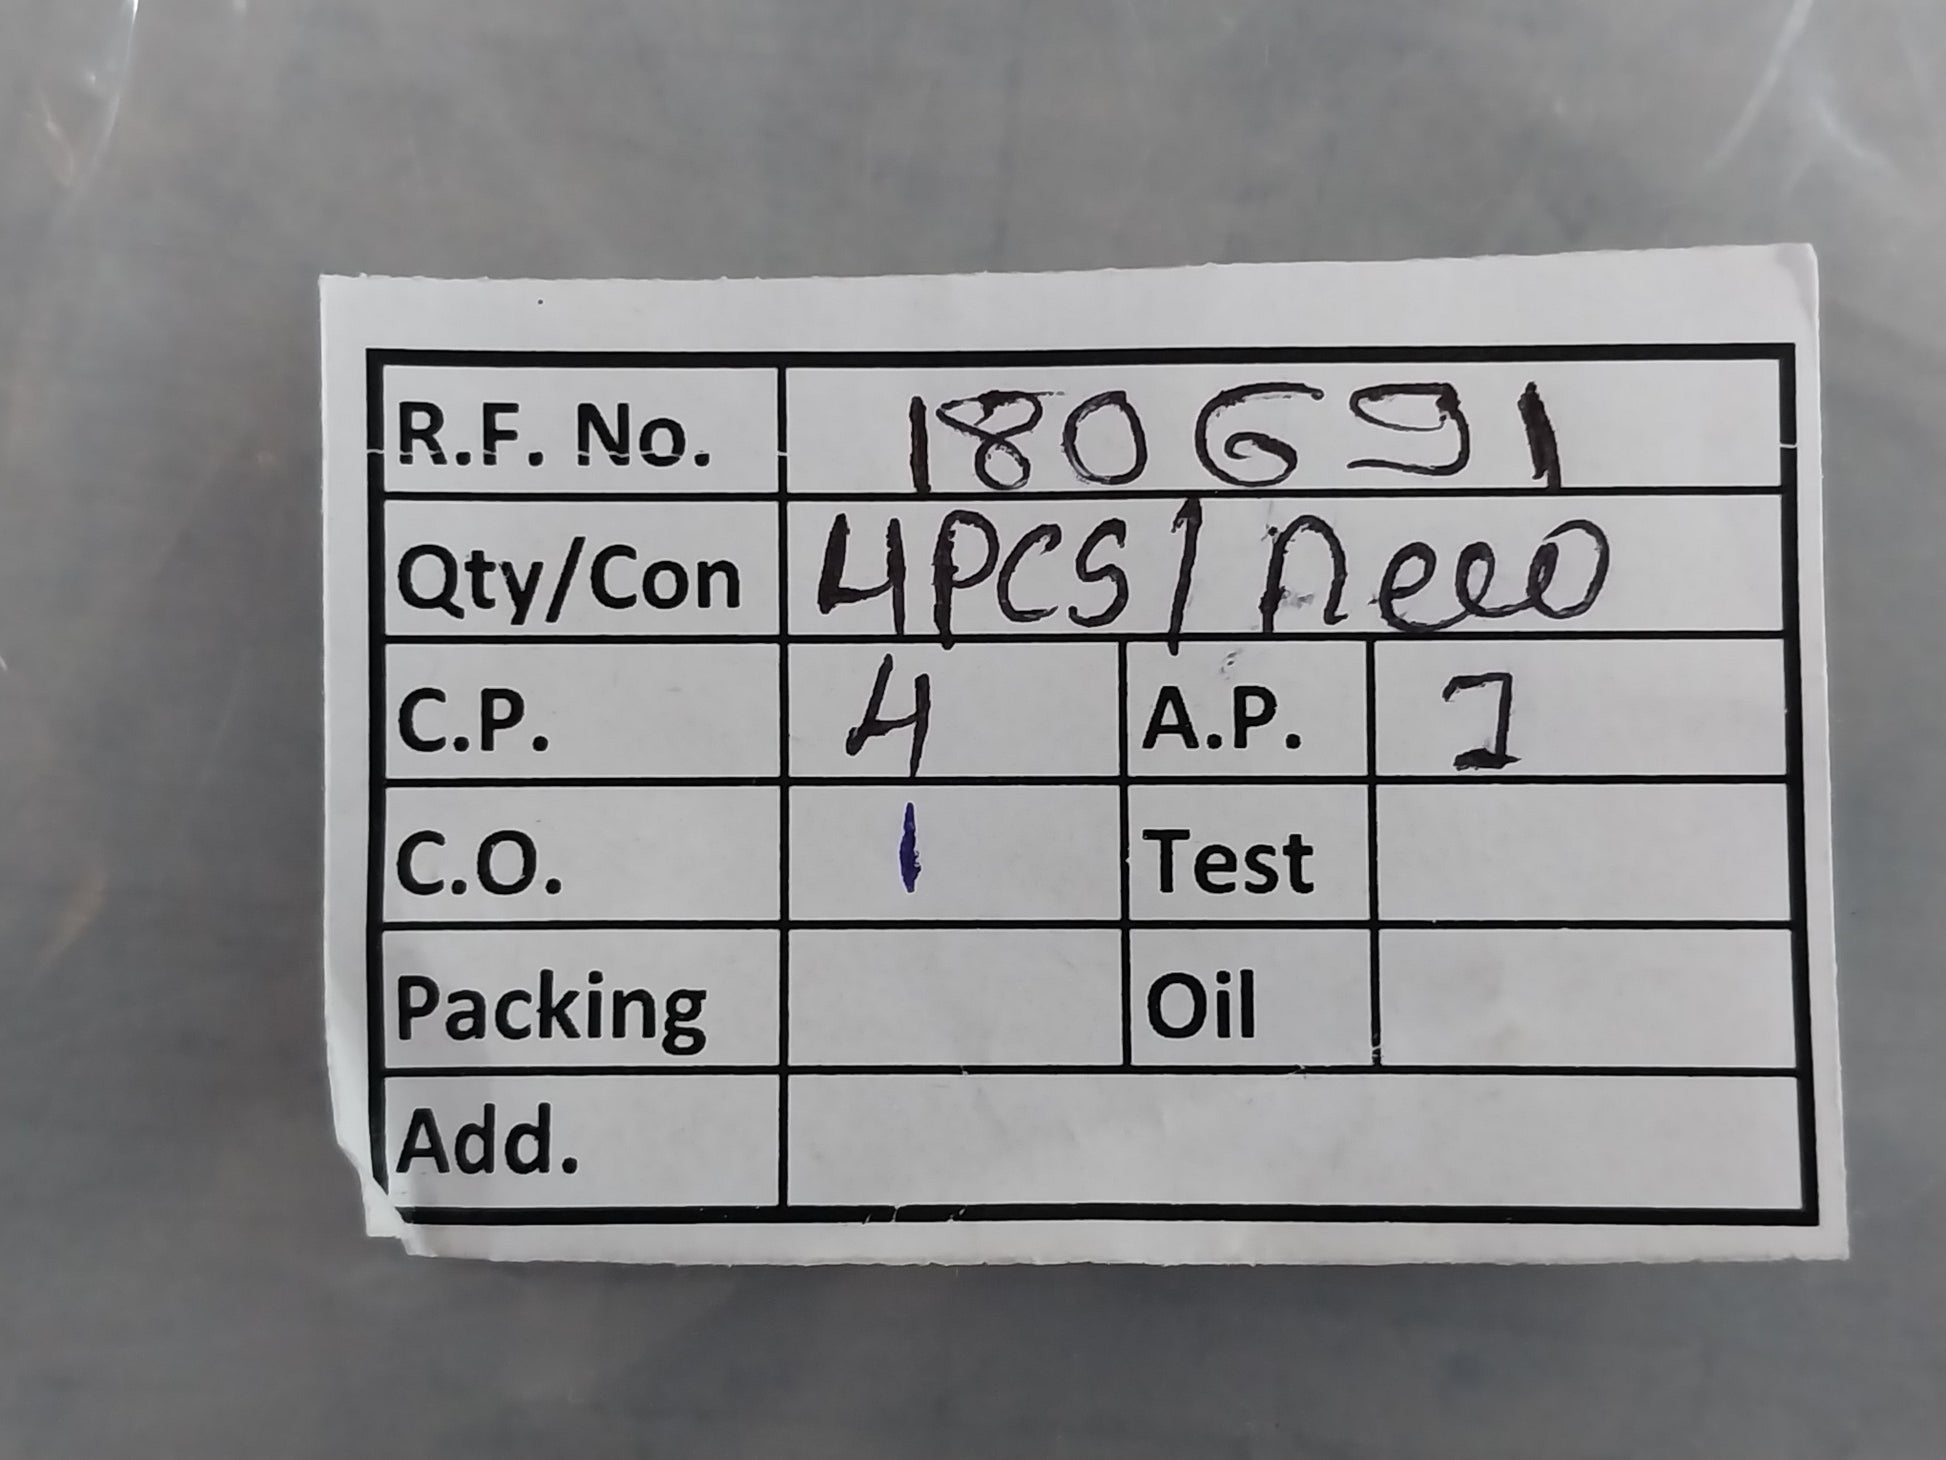 R.F. No. 180691
Qty/Con 4PCS/new
C.P. 4 A.P. 1
C.O. 1 Test
Packing Oil
Add.